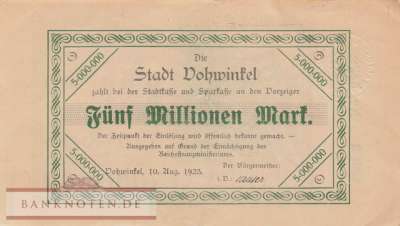 Die
Stadt Vohwinkel
zahlt bei der Stadtkasse und Sparkasse an den Vorzeiger
Fünf Millionen Mark.
Der Zeitpunkt der Einlösung wird öffentlich bekannt gemacht. —
Ausgegeben auf Grund der Ermächtigung des
Reichsfinanzministeriums.
Vohwinkel, 10. Aug. 1923.
Der Bürgermeister:
i.V.:
5.000.000
5.000.000
5.000.000
5.000.000
BANKNOTEN.DE